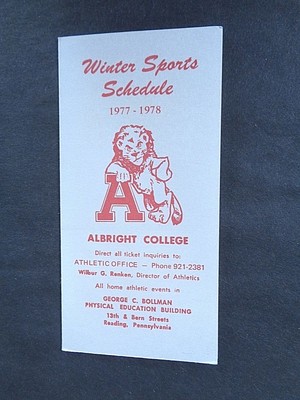 Winter Sports
Schedule
1977 - 1978
A
ALBRIGHT COLLEGE
Direct all ticket inquiries to:
ATHLETIC OFFICE — Phone 921-2381
Wilbur G. Renken, Director of Athletics
All home athletic events in
GEORGE C. BOLLMAN
PHYSICAL EDUCATION BUILDING
13th & Bern Streets
Reading, Pennsylvania